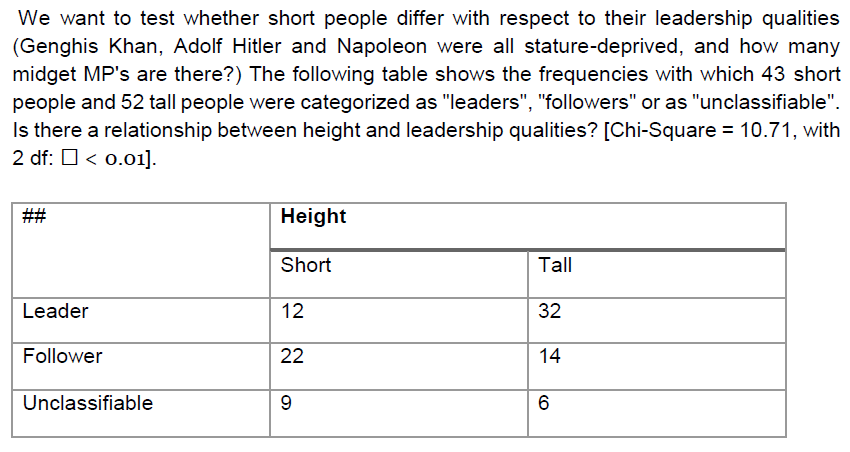 We want to test whether short people differ with respect to their leadership qualities
(Genghis Khan, Adolf Hitler and Napoleon were all stature-deprived, and how many
midget MP's are there?) The following table shows the frequencies with which 43 short
people and 52 tall people were categorized as "leaders", "followers" or as "unclassifiable".
Is there a relationship between height and leadership qualities? [Chi-Square = 10.71, with
2 df: □ < 0.01].
## Height
Short Tall
Leader 12 32
Follower 22 14
Unclassifiable 9 6